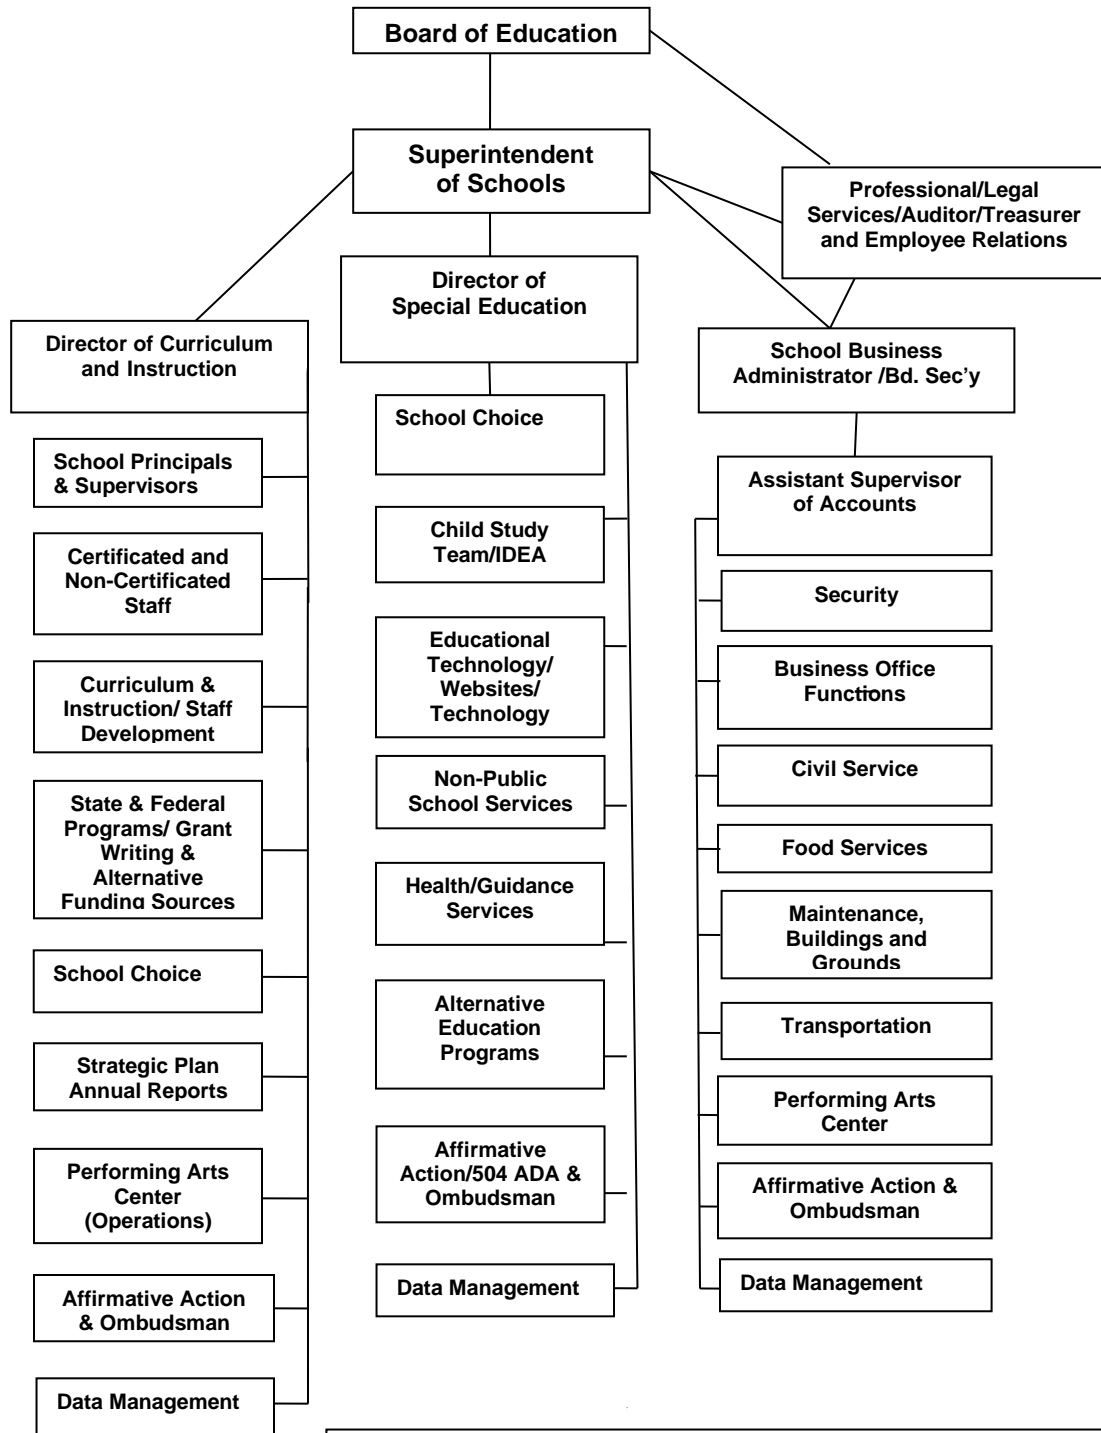 Board of Education
Superintendent
of Schools
Professional/Legal
Services/Auditor/Treasurer
and Employee Relations
Director of
Special Education
Director of Curriculum
and Instruction
School Business
Administrator /Bd. Sec’y
School Principals
& Supervisors
Certificated and
Non-Certificated
Staff
Curriculum &
Instruction/ Staff
Development
State & Federal
Programs/ Grant
Writing &
Alternative
Funding Sources
School Choice
Strategic Plan
Annual Reports
Performing Arts
Center
(Operations)
Affirmative Action
& Ombudsman
Data Management
School Choice
Child Study
Team/IDEA
Educational
Technology/
Websites/
Technology
Non-Public
School Services
Health/Guidance
Services
Alternative
Education
Programs
Affirmative
Action/504 ADA &
Ombudsman
Data Management
Assistant Supervisor
of Accounts
Security
Business Office
Functions
Civil Service
Food Services
Maintenance,
Buildings and
Grounds
Transportation
Performing Arts
Center
Affirmative Action &
Ombudsman
Data Management